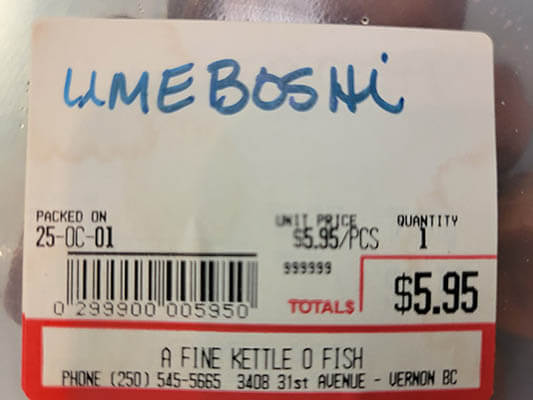 UMEBOSHi
PACKED ON
25-OC-01
UNIT PRICE
$5.95/PCS
QUANTITY
1
999999
0 299900 005950
TOTAL$
$5.95
A FINE KETTLE O FISH
PHONE (250) 545-5665 3408 31st AVENUE - VERNON BC